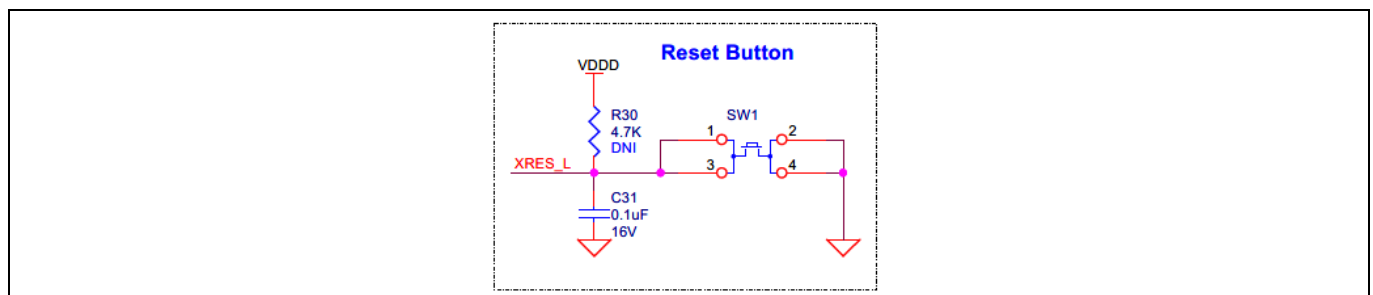 Reset Button
VDDD
R30
4.7K
DNI
SW1
1
2
XRES_L
3
4
C31
0.1uF
16V